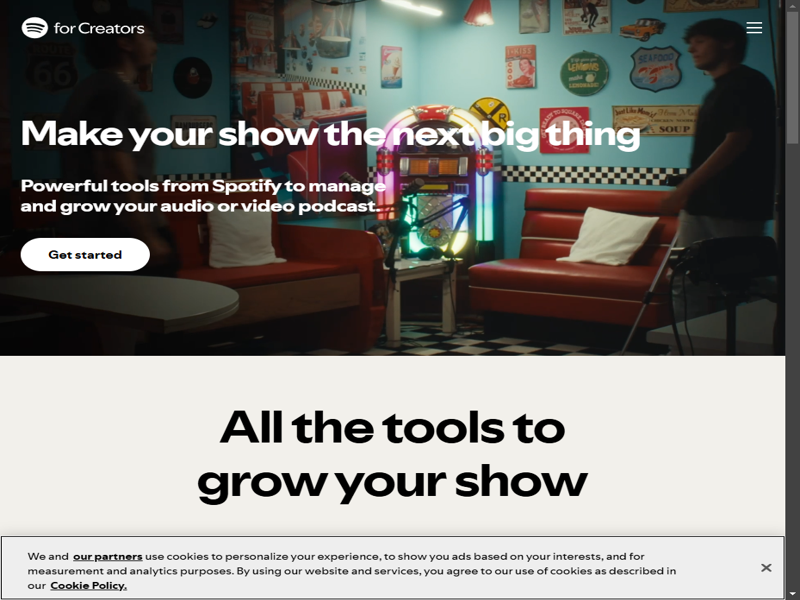 for Creators
66
Make your show the next big thing
Powerful tools from Spotify to manage
and grow your audio or video podcast.
SEAFOOD
SOUP
Get started
All the tools to
grow your show
We and our partners use cookies to personalize your experience, to show you ads based on your interests, and for
measurement and analytics purposes. By using our website and services, you agree to our use of cookies as described in
our Cookie Policy.